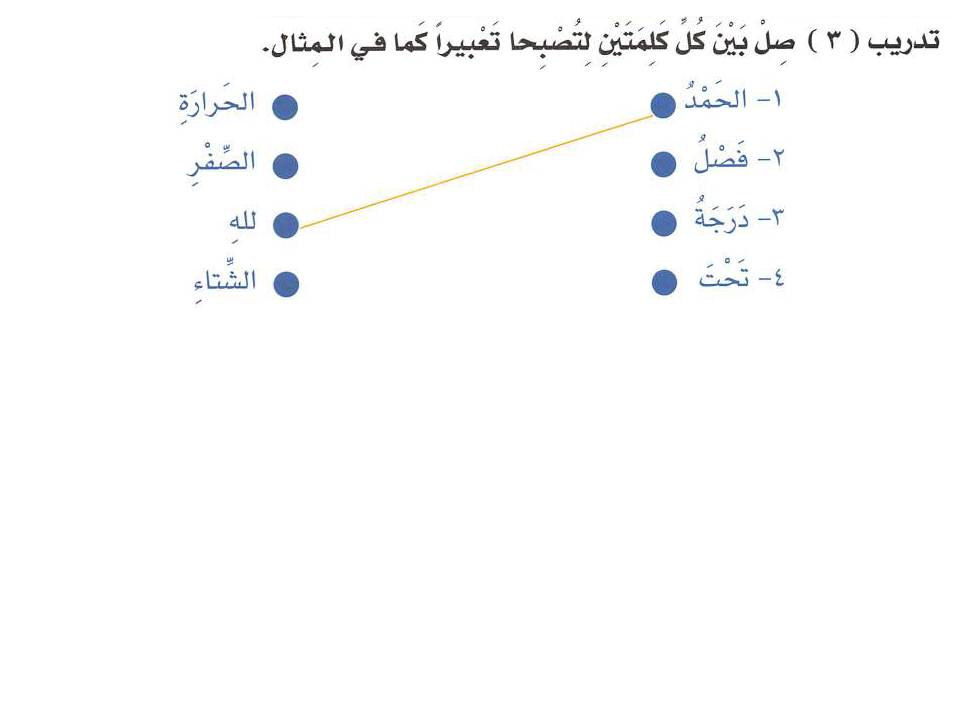 تدريب ( ٣ ) صِلْ بَيْنَ كُلِّ كَلِمَتَيْنِ لِتُصْبِحا تَعْبيراً كَما في المِثال.
١- الحَمْدُ الحَرارَةِ
٢- فَصْلُ الصِّفْرِ
٣- دَرَجَةُ للهِ
٤- تَحْتَ الشِّتاءِ